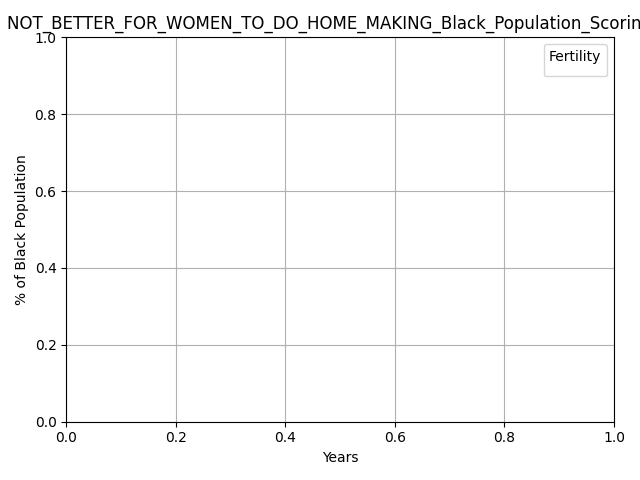 NOT_BETTER_FOR_WOMEN_TO_DO_HOME_MAKING_Black_Population_Scorin
Fertility
1.0
0.8
0.6
0.4
0.2
0.0
% of Black Population
0.0 0.2 0.4 0.6 0.8 1.0
Years